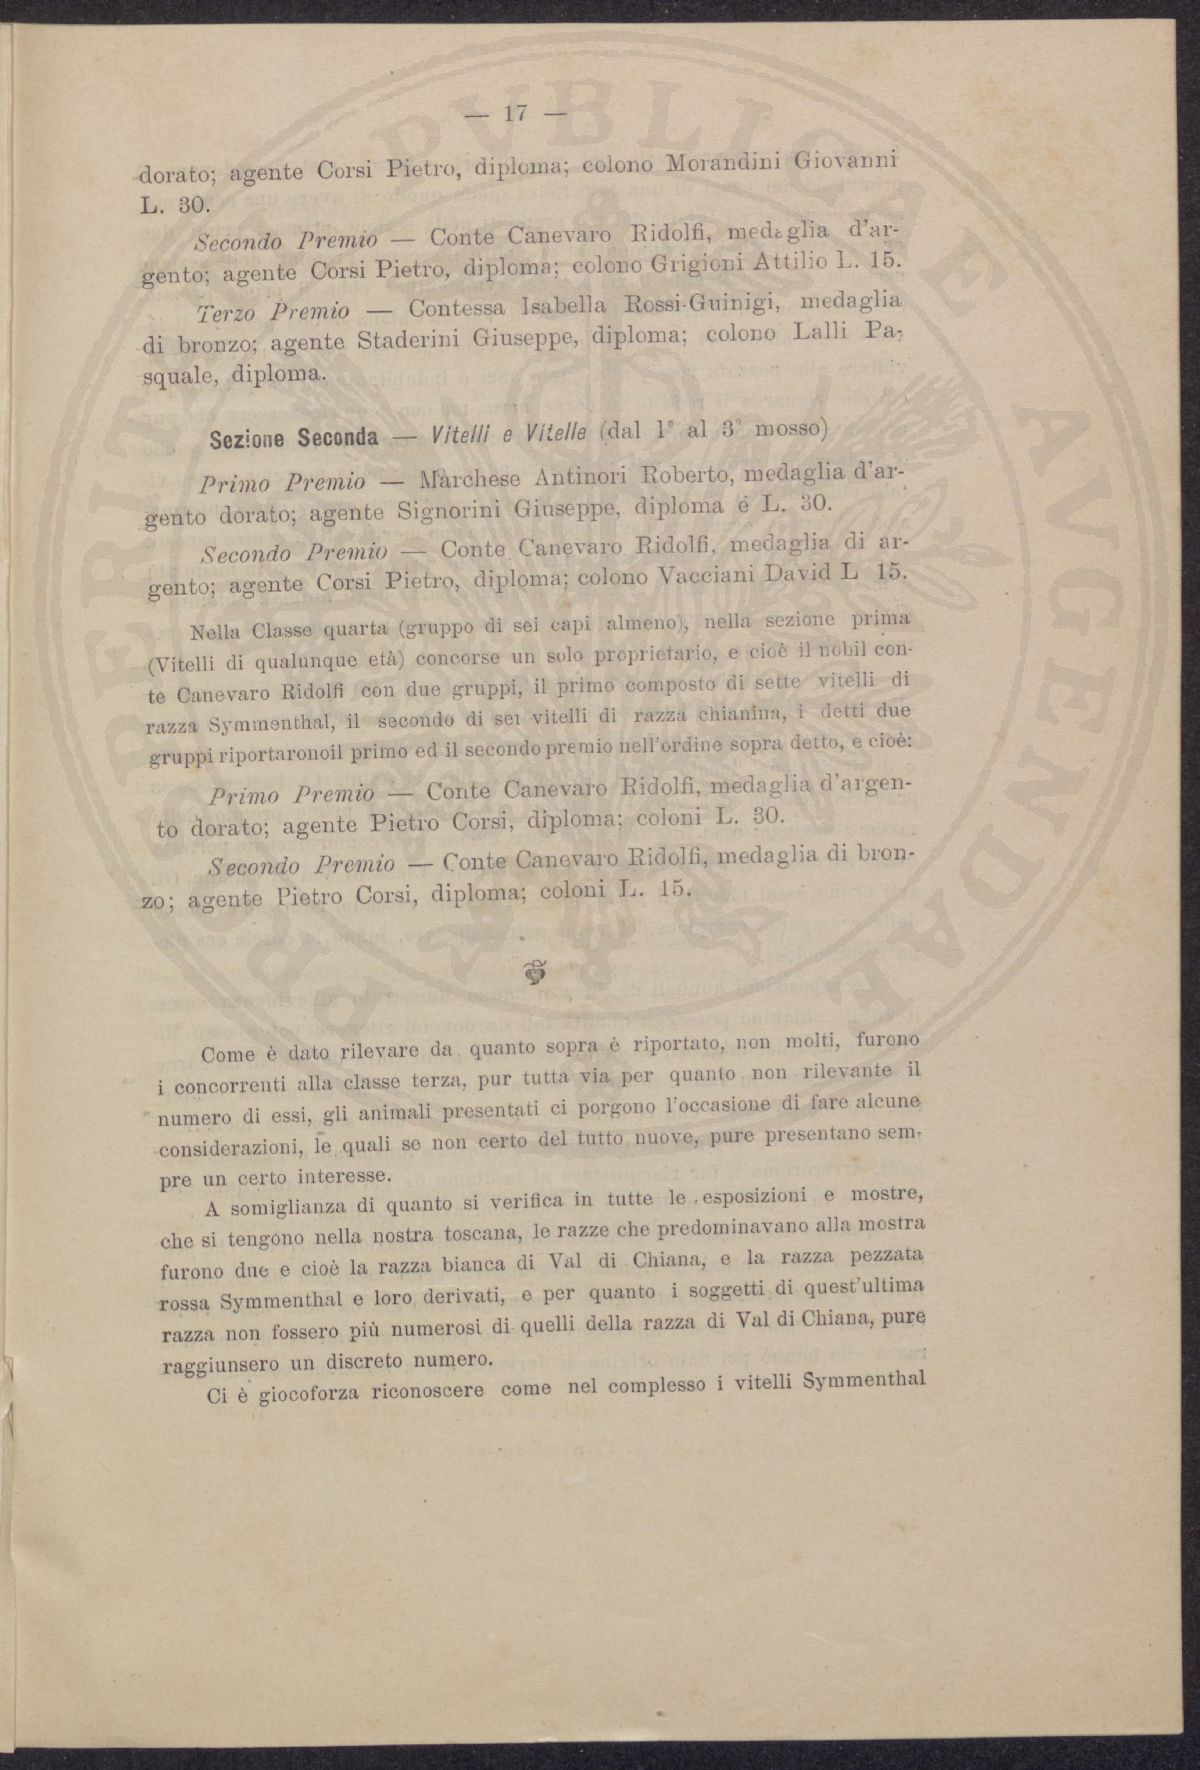 — 17 —
dorato; agente Corsi Pietro, diploma; colono Morandini Giovanni
L. 30.
Secondo Premio — Conte Canevaro Ridolfi, medaglia d'ar-
gento; agente Corsi Pietro, diploma; colono Grigioni Attilio L. 15.
Terzo Premio — Contessa Isabella Rossi-Guinigi, medaglia
di bronzo; agente Staderini Giuseppe, diploma; colono Lalli Pa-
squale, diploma.
Sezione Seconda — Vitelli e Vitelle (dal 1º al 3º mosso)
Primo Premio — Marchese Antinori Roberto, medaglia d'ar-
gento dorato; agente Signorini Giuseppe, diploma é L. 30.
Secondo Premio — Conte Canevaro Ridolfi, medaglia di ar-
gento; agente Corsi Pietro, diploma; colono Vacciani David L 15.
Nella Classe quarta (gruppo di sei capi almeno), nella sezione prima
(Vitelli di qualunque età) concorse un solo proprietario, e cioè il nobil con-
te Canevaro Ridolfi con due gruppi, il primo composto di sette vitelli di
razza Symmenthal, il secondo di sei vitelli di razza chianina, i detti due
gruppi riportaronoil primo ed il secondo premio nell'ordine sopra detto, e cioè:
Primo Premio — Conte Canevaro Ridolfi, medaglia d'argen-
to dorato; agente Pietro Corsi, diploma; coloni L. 30.
Secondo Premio — Conte Canevaro Ridolfi, medaglia di bron-
zo; agente Pietro Corsi, diploma; coloni L. 15.
Come è dato rilevare da quanto sopra è riportato, non molti, furono
i concorrenti alla classe terza, pur tutta via per quanto non rilevante il
numero di essi, gli animali presentati ci porgono l'occasione di fare alcune
considerazioni, le quali se non certo del tutto nuove, pure presentano sem-
pre un certo interesse.
A somiglianza di quanto si verifica in tutte le esposizioni e mostre,
che si tengono nella nostra toscana, le razze che predominavano alla mostra
furono due e cioè la razza bianca di Val di Chiana, e la razza pezzata
rossa Symmenthal e loro derivati, e per quanto i soggetti di quest'ultima
razza non fossero più numerosi di quelli della razza di Val di Chiana, pure
raggiunsero un discreto numero.
Ci è giocoforza riconoscere come nel complesso i vitelli Symmenthal